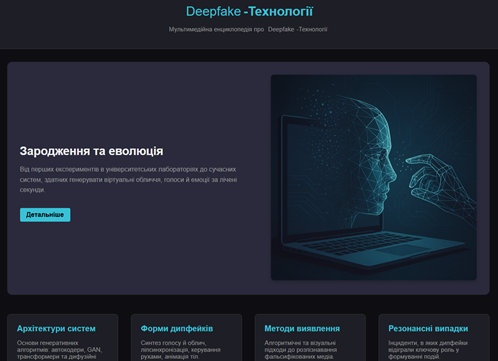 Deepfake -Технології
Мультимедійна енциклопедія про Deepfake -Технології
Зародження та еволюція
Від перших експериментів в університетських лабораторіях до сучасних
систем, здатних генерувати віртуальні обличчя, голоси й емоції за лічені
секунди.
Детальніше
Архітектури систем
Основи генеративних
алгоритмів: автокодери, GAN,
трансформери та дифузійні
Форми дипфейків
Синтез голосу й облич,
ліпсинхронізація, керування
рухами, анімація тіл.
Методи виявлення
Алгоритмічні та візуальні
підходи до розпізнавання
фальсифікованих медіа
Резонансні випадки
Інциденти, в яких дипфейки
відіграли ключову роль у
формуванні подій.